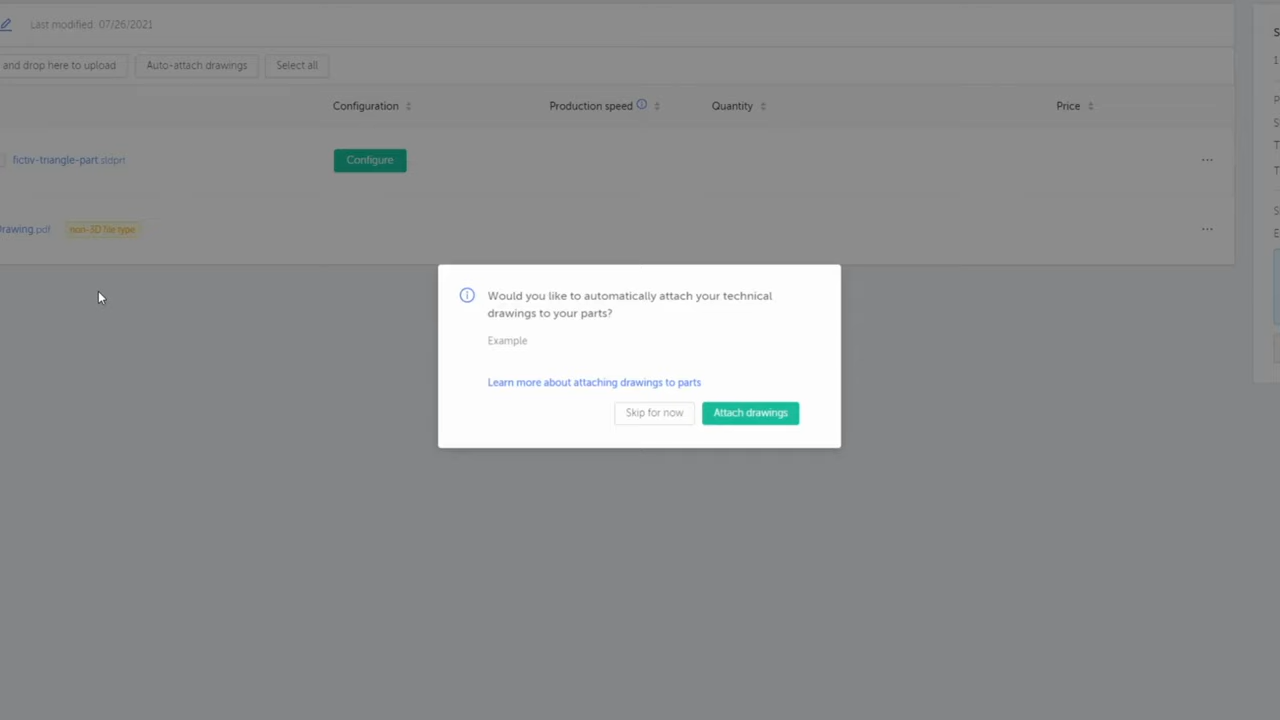 Last modified: 07/26/2021
and drop here to upload Auto-attach drawings Select all
Configuration Production speed Quantity Price
fictiv-triangle-part.sldprt Configure ...
Drawing.pdf non-3D file type ...
Would you like to automatically attach your technical
drawings to your parts?
Example
Learn more about attaching drawings to parts
Skip for now Attach drawings